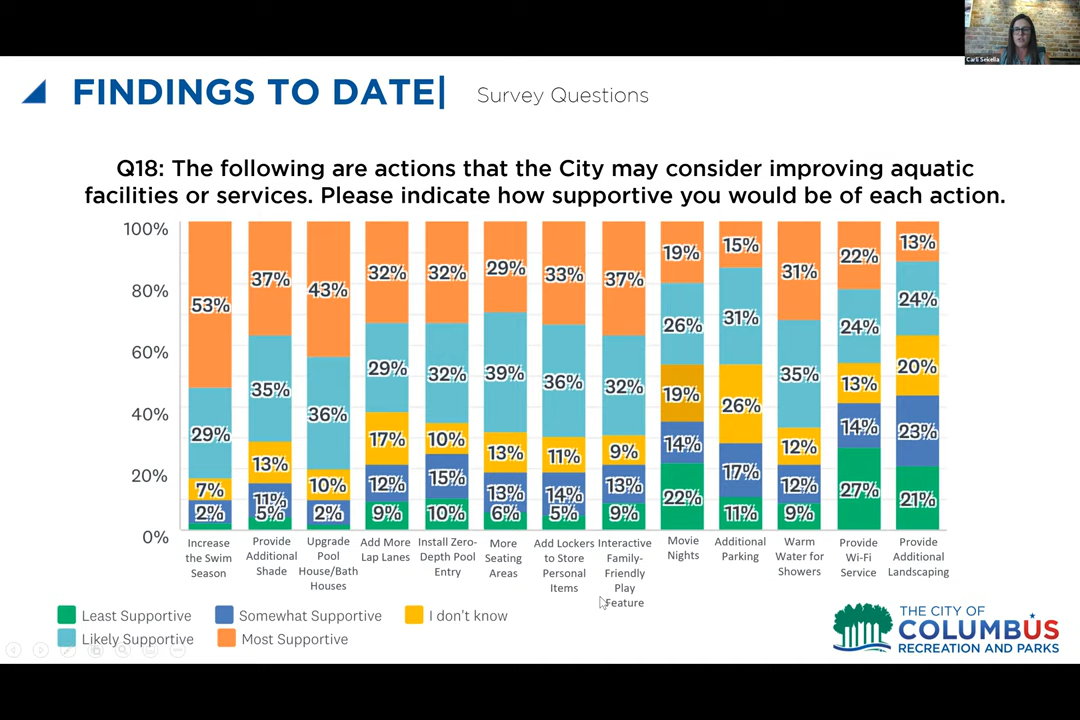 Carli Sekella
FINDINGS TO DATE|
Survey Questions
Q18: The following are actions that the City may consider improving aquatic
facilities or services. Please indicate how supportive you would be of each action.
100%
80%
60%
40%
20%
0%
53%
29%
7%
2%
37%
35%
13%
11%
5%
43%
36%
10%
2%
32%
29%
17%
12%
9%
32%
32%
10%
15%
10%
29%
39%
13%
13%
6%
33%
36%
11%
14%
5%
37%
32%
9%
13%
9%
19%
26%
19%
14%
22%
15%
31%
26%
17%
11%
31%
35%
12%
12%
9%
22%
24%
13%
14%
27%
13%
24%
20%
23%
21%
Increase
the Swim
Season
Provide
Additional
Shade
Upgrade
Pool
House/Bath
Houses
Add More
Lap Lanes
Install Zero-
Depth Pool
Entry
More
Seating
Areas
Add Lockers
to Store
Personal
Items
Interactive
Family-
Friendly
Play
Feature
Movie
Nights
Additional
Parking
Warm
Water for
Showers
Provide
Wi-Fi
Service
Provide
Additional
Landscaping
Least Supportive
Somewhat Supportive
I don't know
Likely Supportive
Most Supportive
THE CITY OF
COLUMBUS
RECREATION AND PARKS